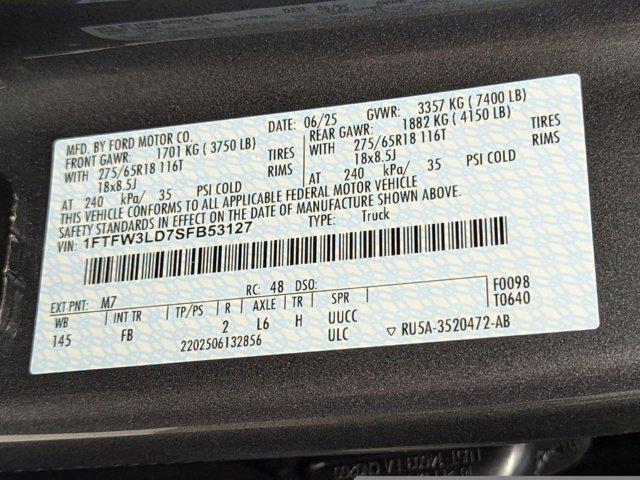 MFD. BY FORD MOTOR CO.
DATE: 06/25 GVWR: 3357 KG ( 7400 LB)
FRONT GAWR: 1701 KG ( 3750 LB) REAR GAWR: 1882 KG ( 4150 LB)
WITH 275/65R18 116T TIRES WITH 275/65R18 116T TIRES
18x8.5J RIMS 18x8.5J RIMS
AT 240 kPa/ 35 PSI COLD AT 240 kPa/ 35 PSI COLD
THIS VEHICLE CONFORMS TO ALL APPLICABLE FEDERAL MOTOR VEHICLE
SAFETY STANDARDS IN EFFECT ON THE DATE OF MANUFACTURE SHOWN ABOVE.
VIN: 1FTFW3LD7SFB53127 TYPE: Truck
EXT PNT: M7 RC: 48 DSO: F0098
T0640
WB INT TR TP/PS R AXLE TR SPR
145 FB 2 L6 H UUCC
2202506132856 ULC ▽ RU5A-3520472-AB
06/25